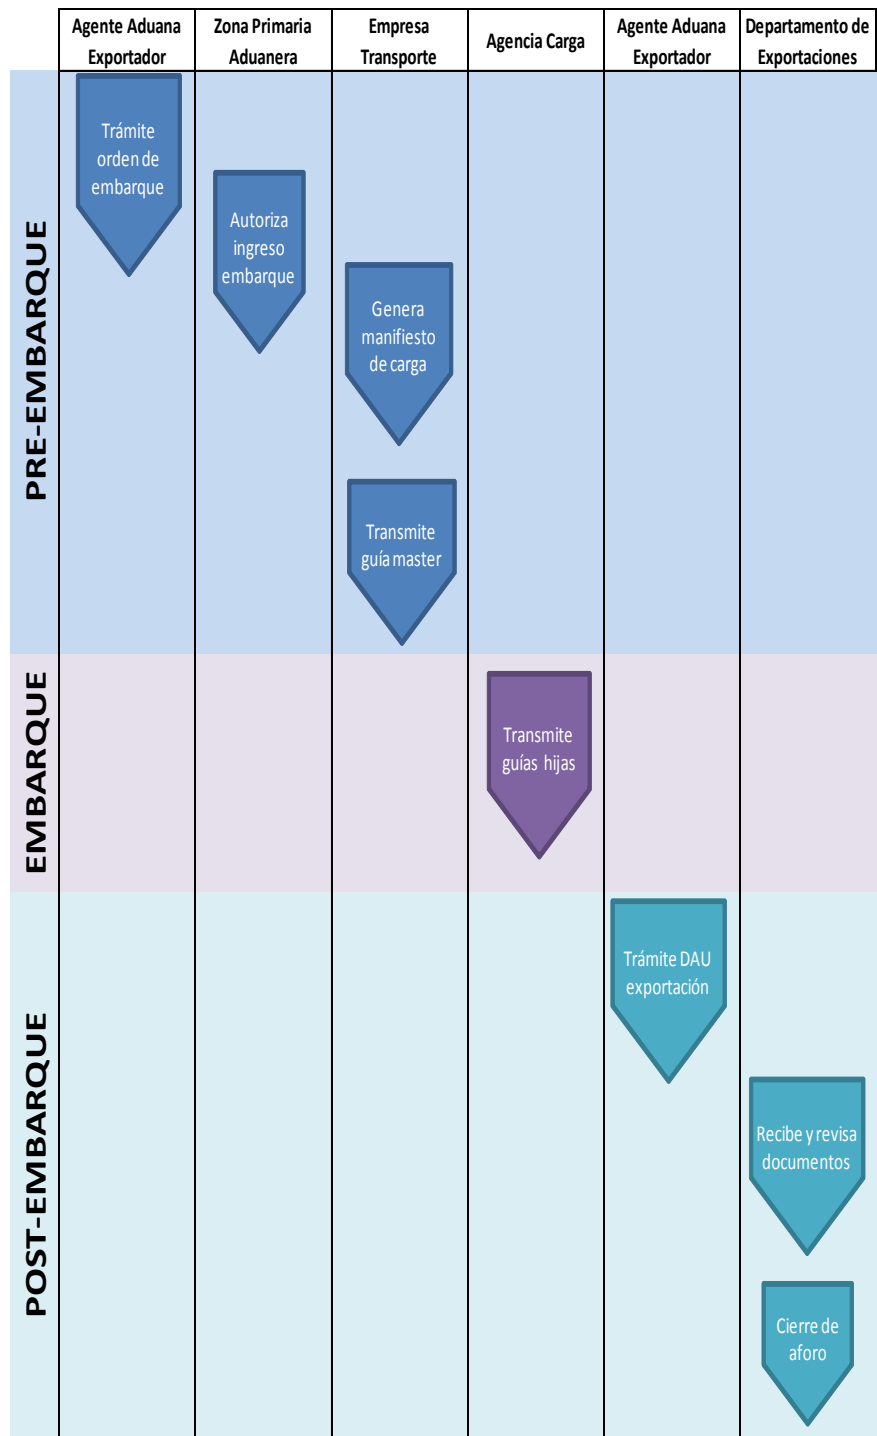 Agente Aduana
Exportador
Zona Primaria
Aduanera
Empresa
Transporte
Agencia Carga
Agente Aduana
Exportador
Departamento de
Exportaciones
PRE-EMBARQUE
Trámite
orden de
embarque
Autoriza
ingreso
embarque
Genera
manifiesto
de carga
Transmite
guía master
EMBARQUE
Transmite
guías hijas
POST-EMBARQUE
Trámite DAU
exportación
Recibe y revisa
documentos
Cierre de
aforo